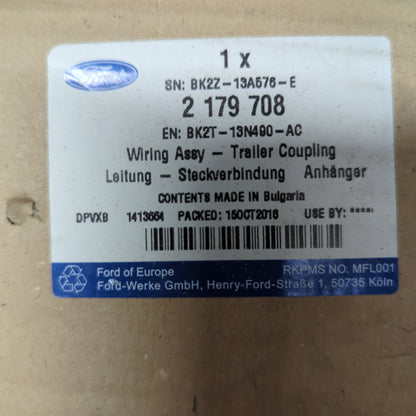 Ford
1 x
SN: BK2Z-13A576-E
2 179 708
EN: BK2T-13N490-AC
Wiring Assy - Trailer Coupling
Leitung - Steckverbindung Anhänger
CONTENTS MADE IN Bulgaria
DPVXB 1413664 PACKED: 15OCT2018 USE BY: ****:
Ford of Europe RKPMS NO. MFL001
Ford-Werke GmbH, Henry-Ford-Straße 1, 50735 Köln